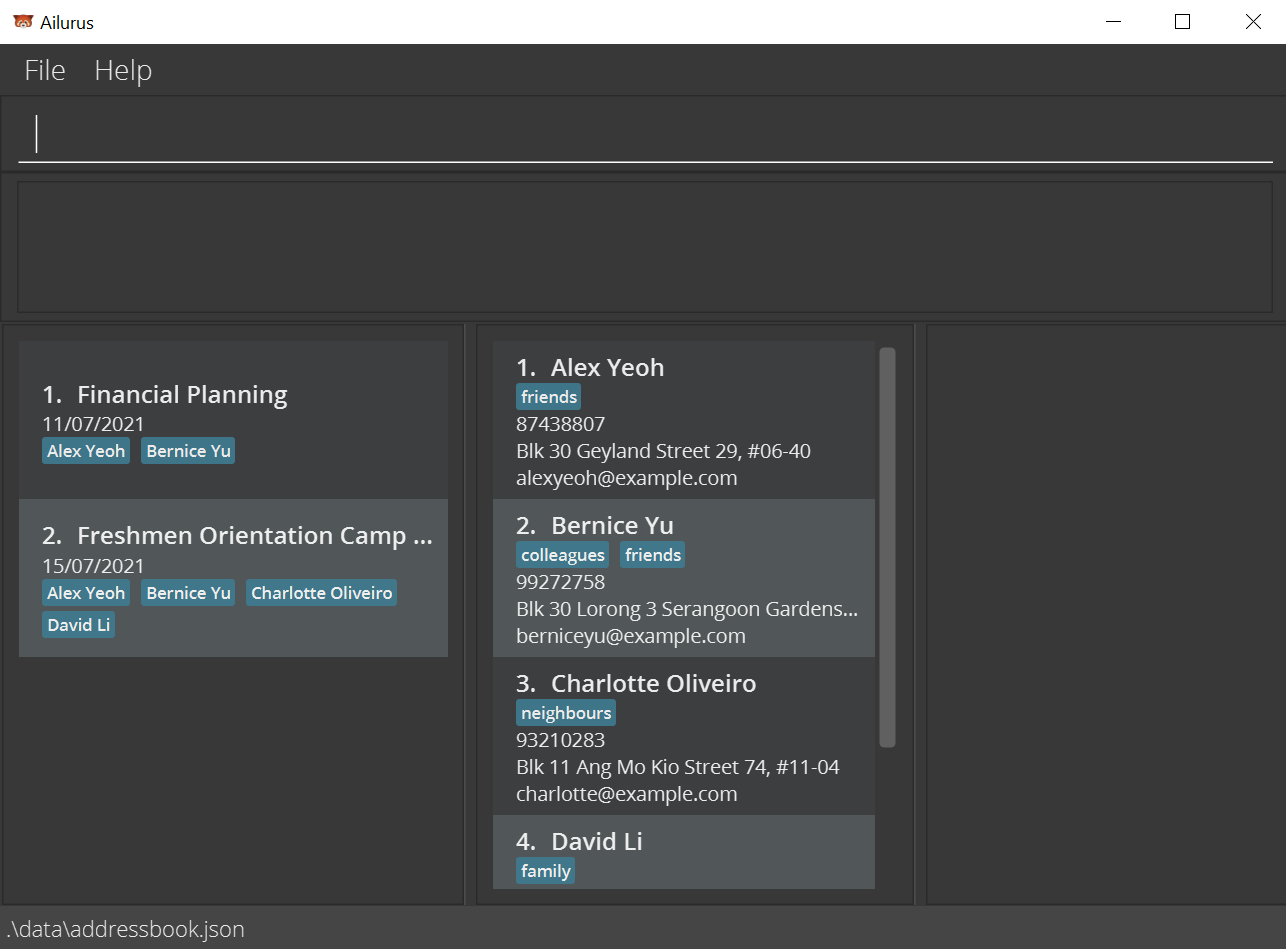 Ailurus
File Help
1. Financial Planning
11/07/2021
Alex Yeoh Bernice Yu
2. Freshmen Orientation Camp ...
15/07/2021
Alex Yeoh Bernice Yu Charlotte Oliveiro
David Li
1. Alex Yeoh
friends
87438807
Blk 30 Geyland Street 29, #06-40
alexyeoh@example.com
2. Bernice Yu
colleagues friends
99272758
Blk 30 Lorong 3 Serangoon Gardens...
berniceyu@example.com
3. Charlotte Oliveiro
neighbours
93210283
Blk 11 Ang Mo Kio Street 74, #11-04
charlotte@example.com
4. David Li
family
.\data\addressbook.json